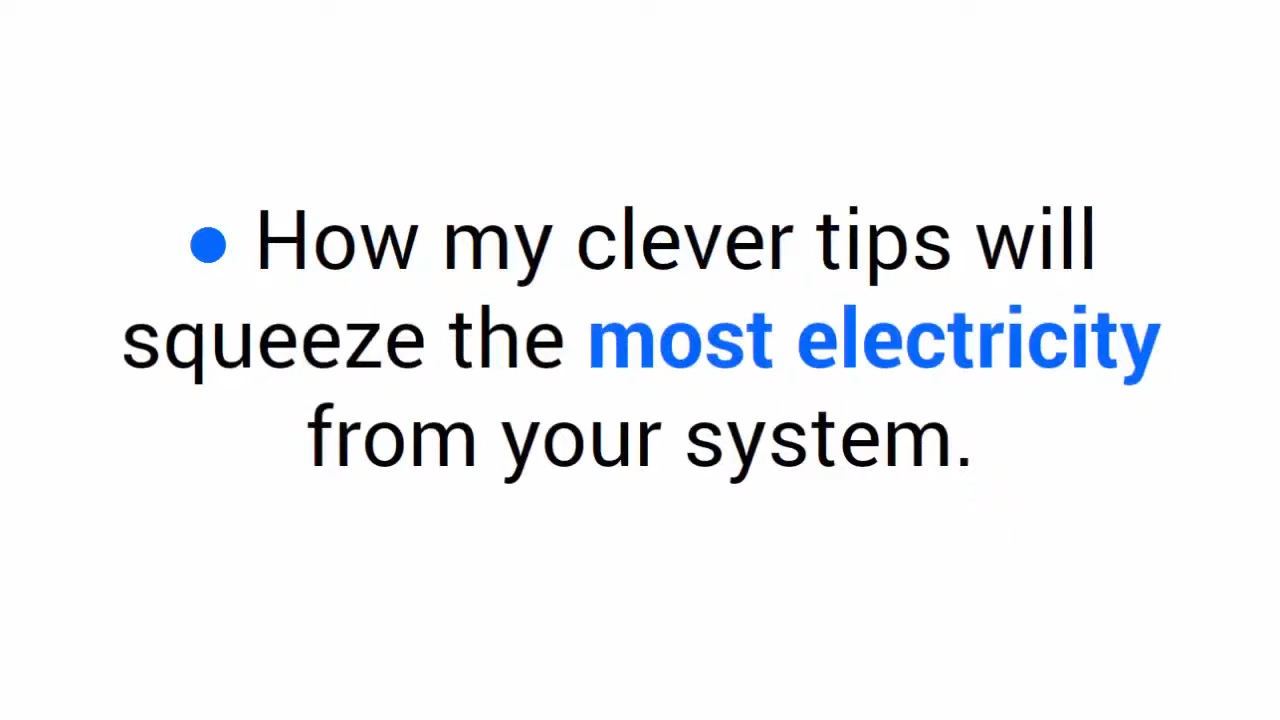 ● How my clever tips will
squeeze the most electricity
from your system.